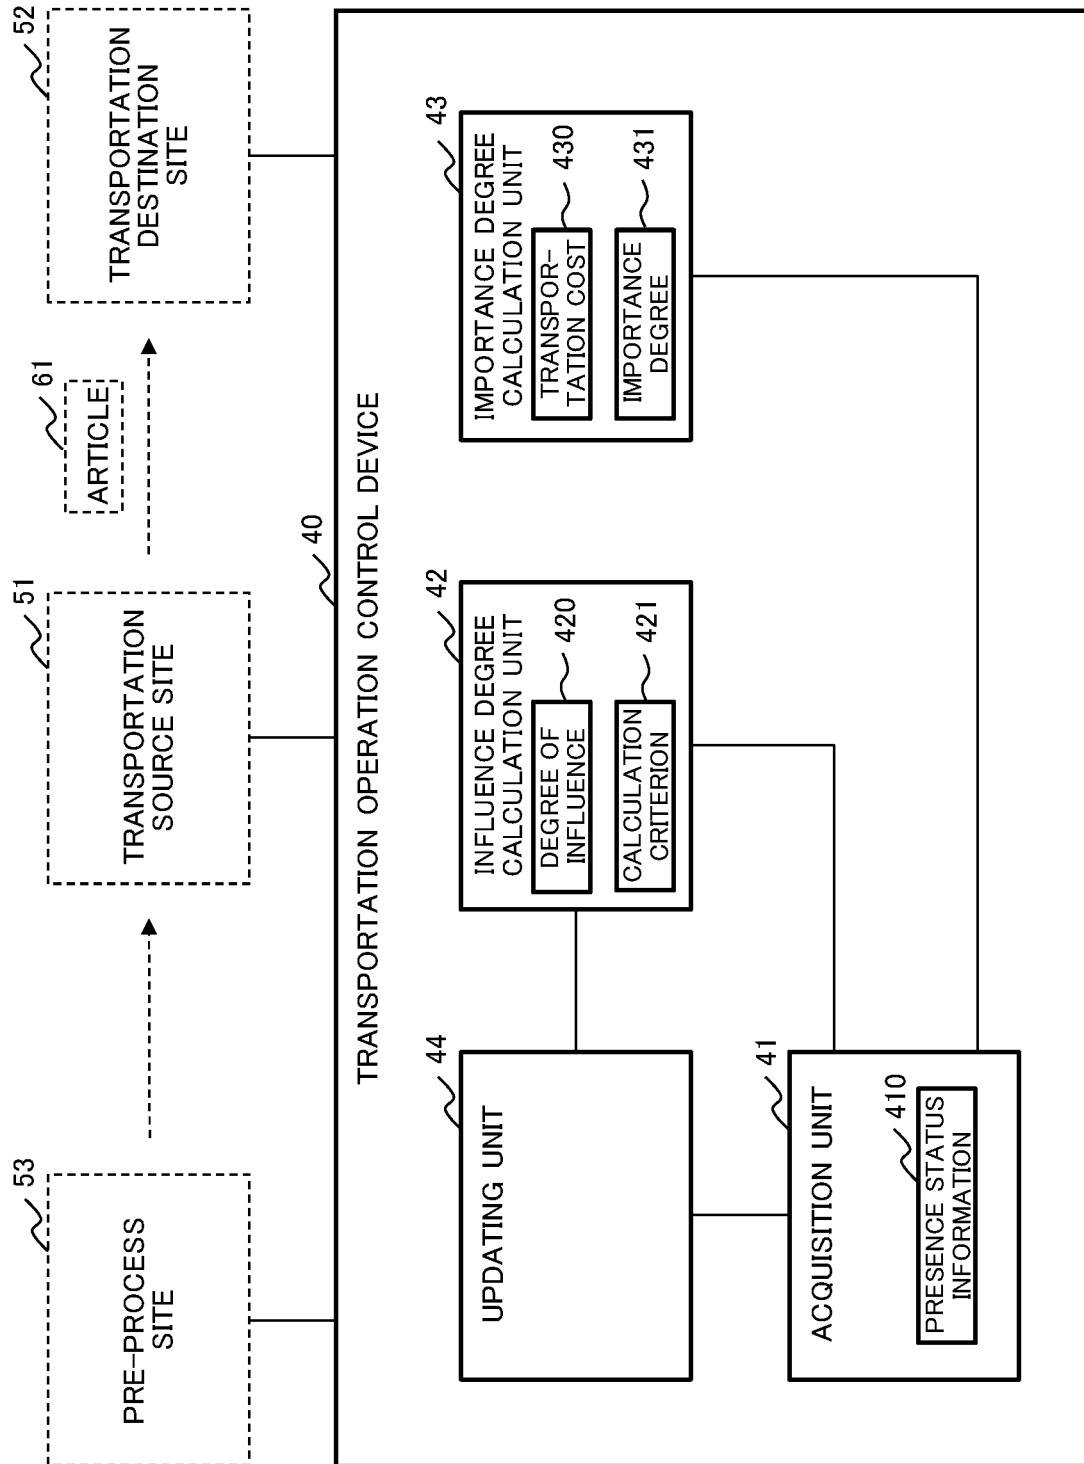 53
PRE-PROCESS
SITE
51
TRANSPORTATION
SOURCE SITE
61
ARTICLE
52
TRANSPORTATION
DESTINATION
SITE
40
TRANSPORTATION OPERATION CONTROL DEVICE
44
UPDATING UNIT
42
INFLUENCE DEGREE
CALCULATION UNIT
420
DEGREE OF
INFLUENCE
421
CALCULATION
CRITERION
43
IMPORTANCE DEGREE
CALCULATION UNIT
430
TRANSPOR-
TATION COST
431
IMPORTANCE
DEGREE
41
ACQUISITION UNIT
410
PRESENCE STATUS
INFORMATION